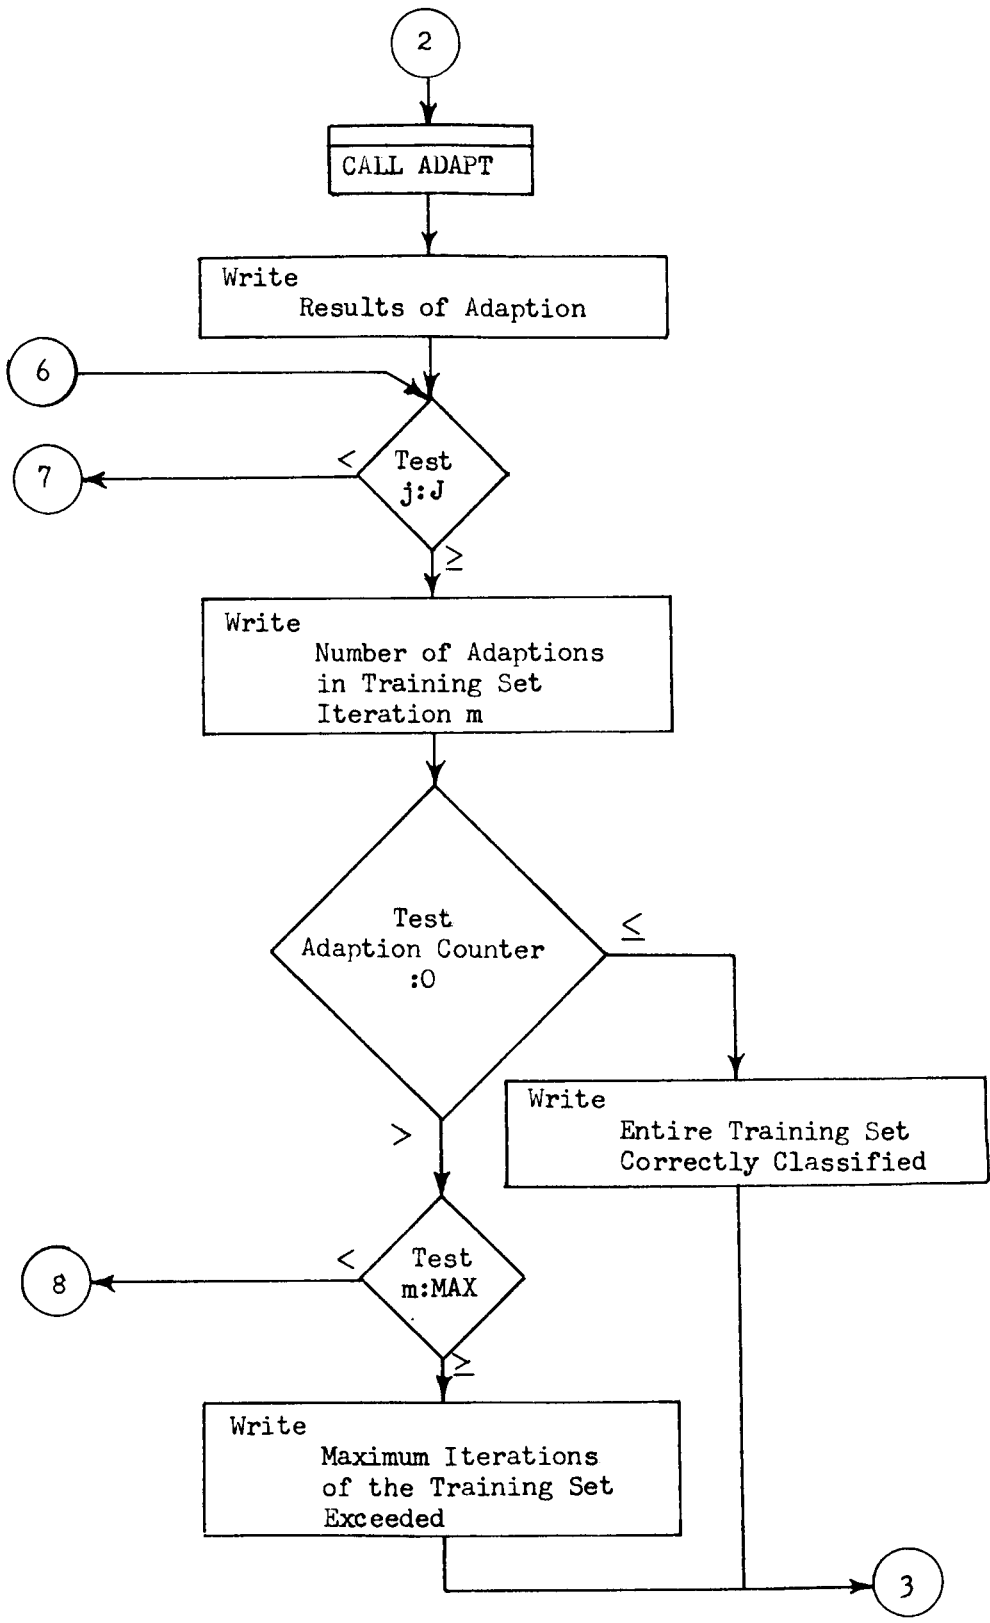 2
CALL ADAPT
Write
Results of Adaption
6
7
<
Test
j:J
≥
Write
Number of Adaptions
in Training Set
Iteration m
Test
Adaption Counter
:0
≤
>
Write
Entire Training Set
Correctly Classified
8
<
Test
m:MAX
≥
Write
Maximum Iterations
of the Training Set
Exceeded
3